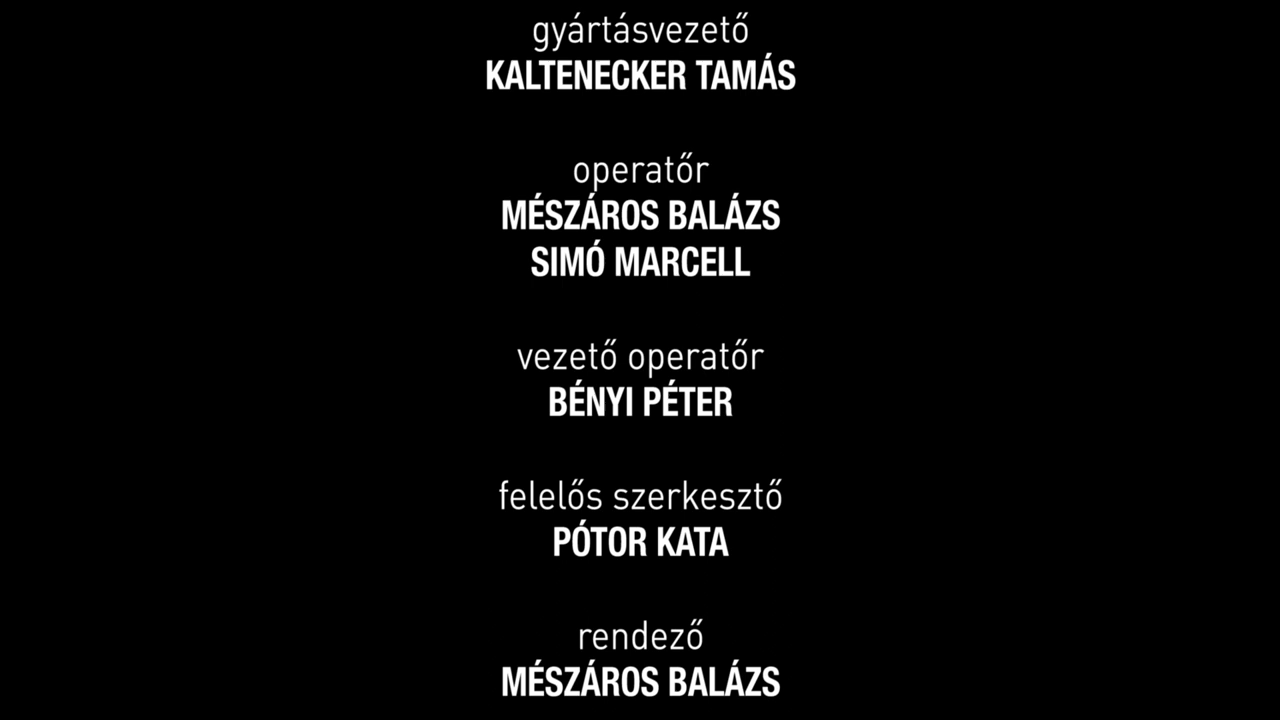 gyártásvezető
KALTENECKER TAMÁS
operatőr
MÉSZÁROS BALÁZS
SIMÓ MARCELL
vezető operatőr
BÉNYI PÉTER
felelős szerkesztő
PÓTOR KATA
rendező
MÉSZÁROS BALÁZS